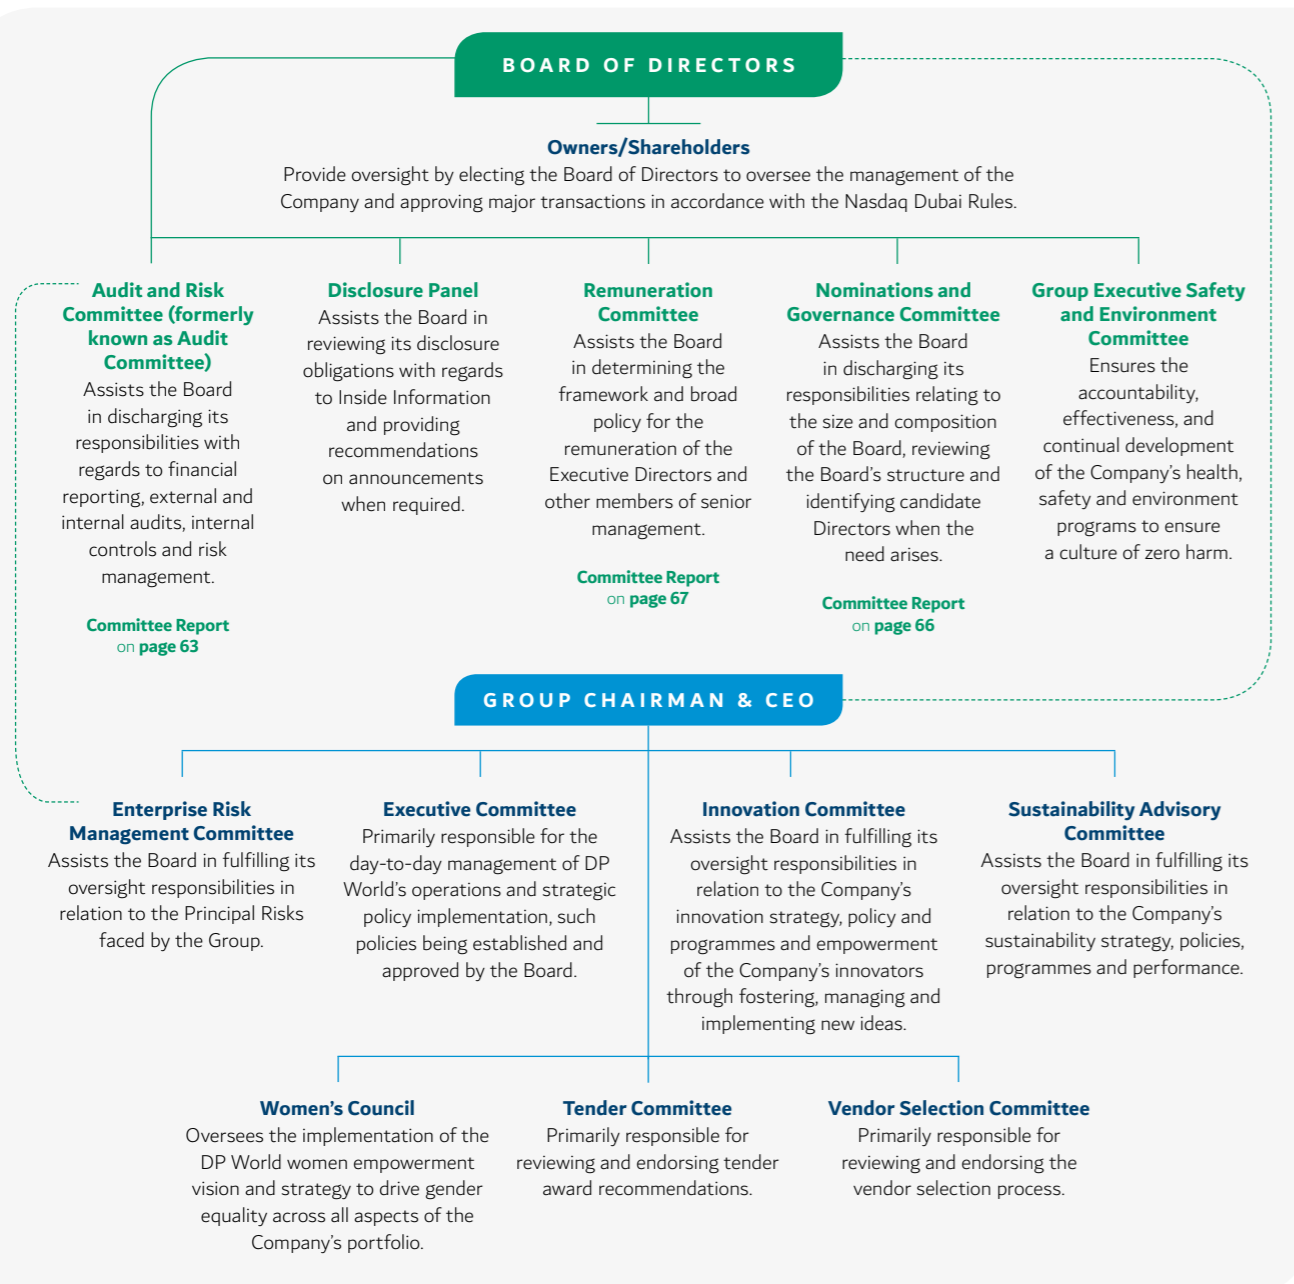 BOARD OF DIRECTORS
Owners/Shareholders
Provide oversight by electing the Board of Directors to oversee the management of the
Company and approving major transactions in accordance with the Nasdaq Dubai Rules.
Audit and Risk
Committee (formerly
known as Audit
Committee)
Assists the Board
in discharging its
responsibilities with
regards to financial
reporting, external and
internal audits, internal
controls and risk
management.
Committee Report
on page 63
Disclosure Panel
Assists the Board in
reviewing its disclosure
obligations with regards
to Inside Information
and providing
recommendations
on announcements
when required.
Remuneration
Committee
Assists the Board
in determining the
framework and broad
policy for the
remuneration of the
Executive Directors and
other members of senior
management.
Committee Report
on page 67
Nominations and
Governance Committee
Assists the Board
in discharging its
responsibilities relating to
the size and composition
of the Board, reviewing
the Board's structure and
identifying candidate
Directors when the
need arises.
Committee Report
on page 66
Group Executive Safety
and Environment
Committee
Ensures the
accountability,
effectiveness, and
continual development
of the Company's health,
safety and environment
programs to ensure
a culture of zero harm.
GROUP CHAIRMAN & CEO
Enterprise Risk
Management Committee
Assists the Board in fulfilling its
oversight responsibilities in
relation to the Principal Risks
faced by the Group.
Executive Committee
Primarily responsible for the
day-to-day management of DP
World's operations and strategic
policy implementation, such
policies being established and
approved by the Board.
Innovation Committee
Assists the Board in fulfilling its
oversight responsibilities in
relation to the Company's
innovation strategy, policy and
programmes and empowerment
of the Company's innovators
through fostering, managing and
implementing new ideas.
Sustainability Advisory
Committee
Assists the Board in fulfilling its
oversight responsibilities in
relation to the Company's
sustainability strategy, policies,
programmes and performance.
Women's Council
Oversees the implementation of the
DP World women empowerment
vision and strategy to drive gender
equality across all aspects of the
Company's portfolio.
Tender Committee
Primarily responsible for
reviewing and endorsing tender
award recommendations.
Vendor Selection Committee
Primarily responsible for
reviewing and endorsing the
vendor selection process.